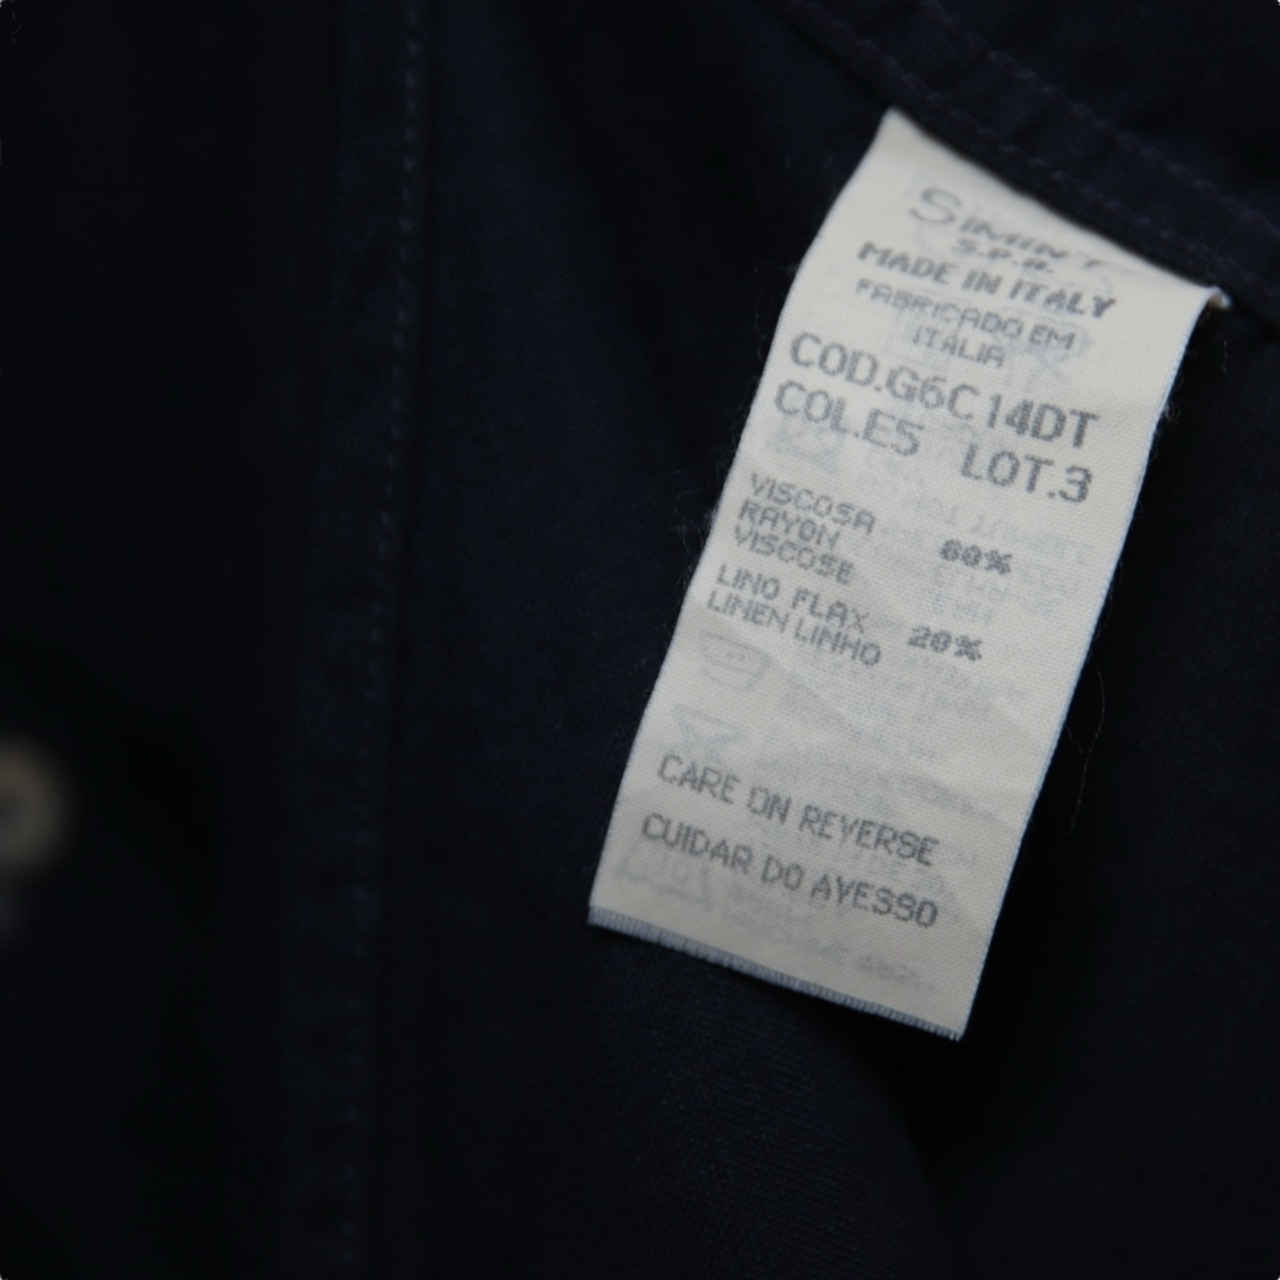 SIMINT
S.P.A.
MADE IN ITALY
FABRICADO EM
ITALIA
COD.G6C14DT
COL.E5 LOT.3
VISCOSA
RAYON 80%
VISCOSE
LINO FLAX
LINEN LINHO 20%
CARE ON REVERSE
CUIDAR DO AVESSO